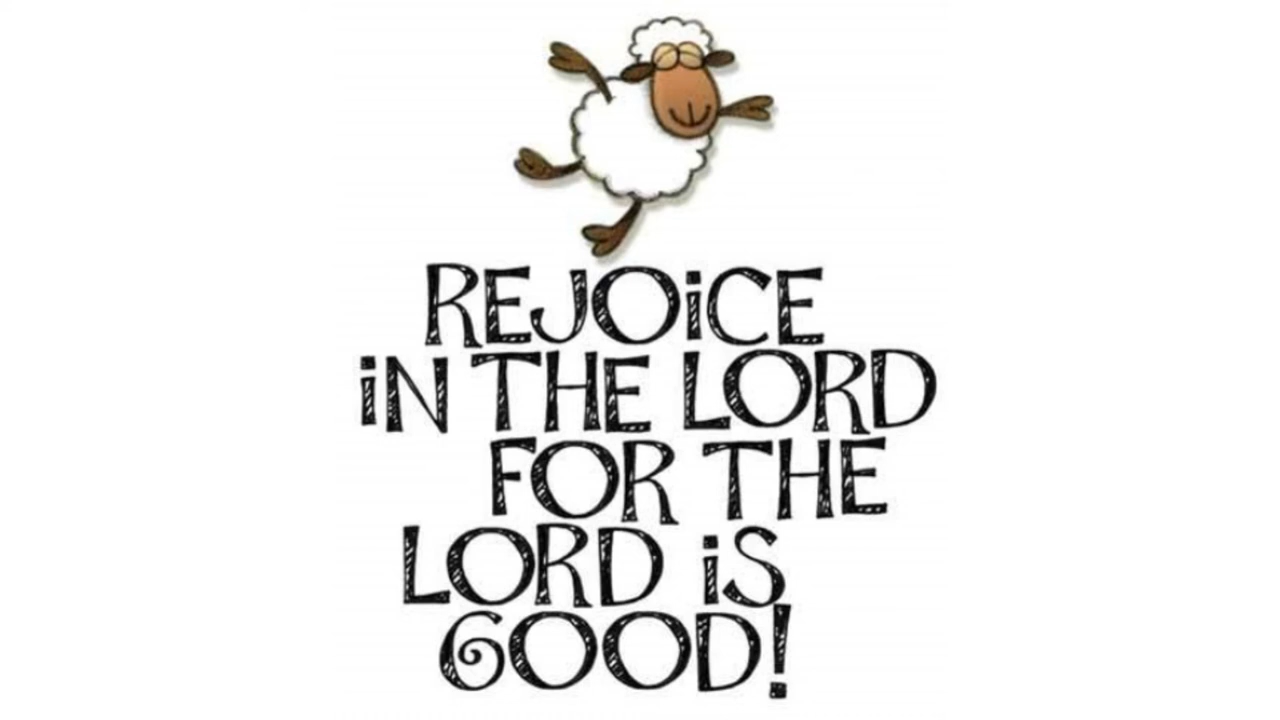 REJOiCE
iN THE LORD
FOR THE
LORD iS
GOOD!